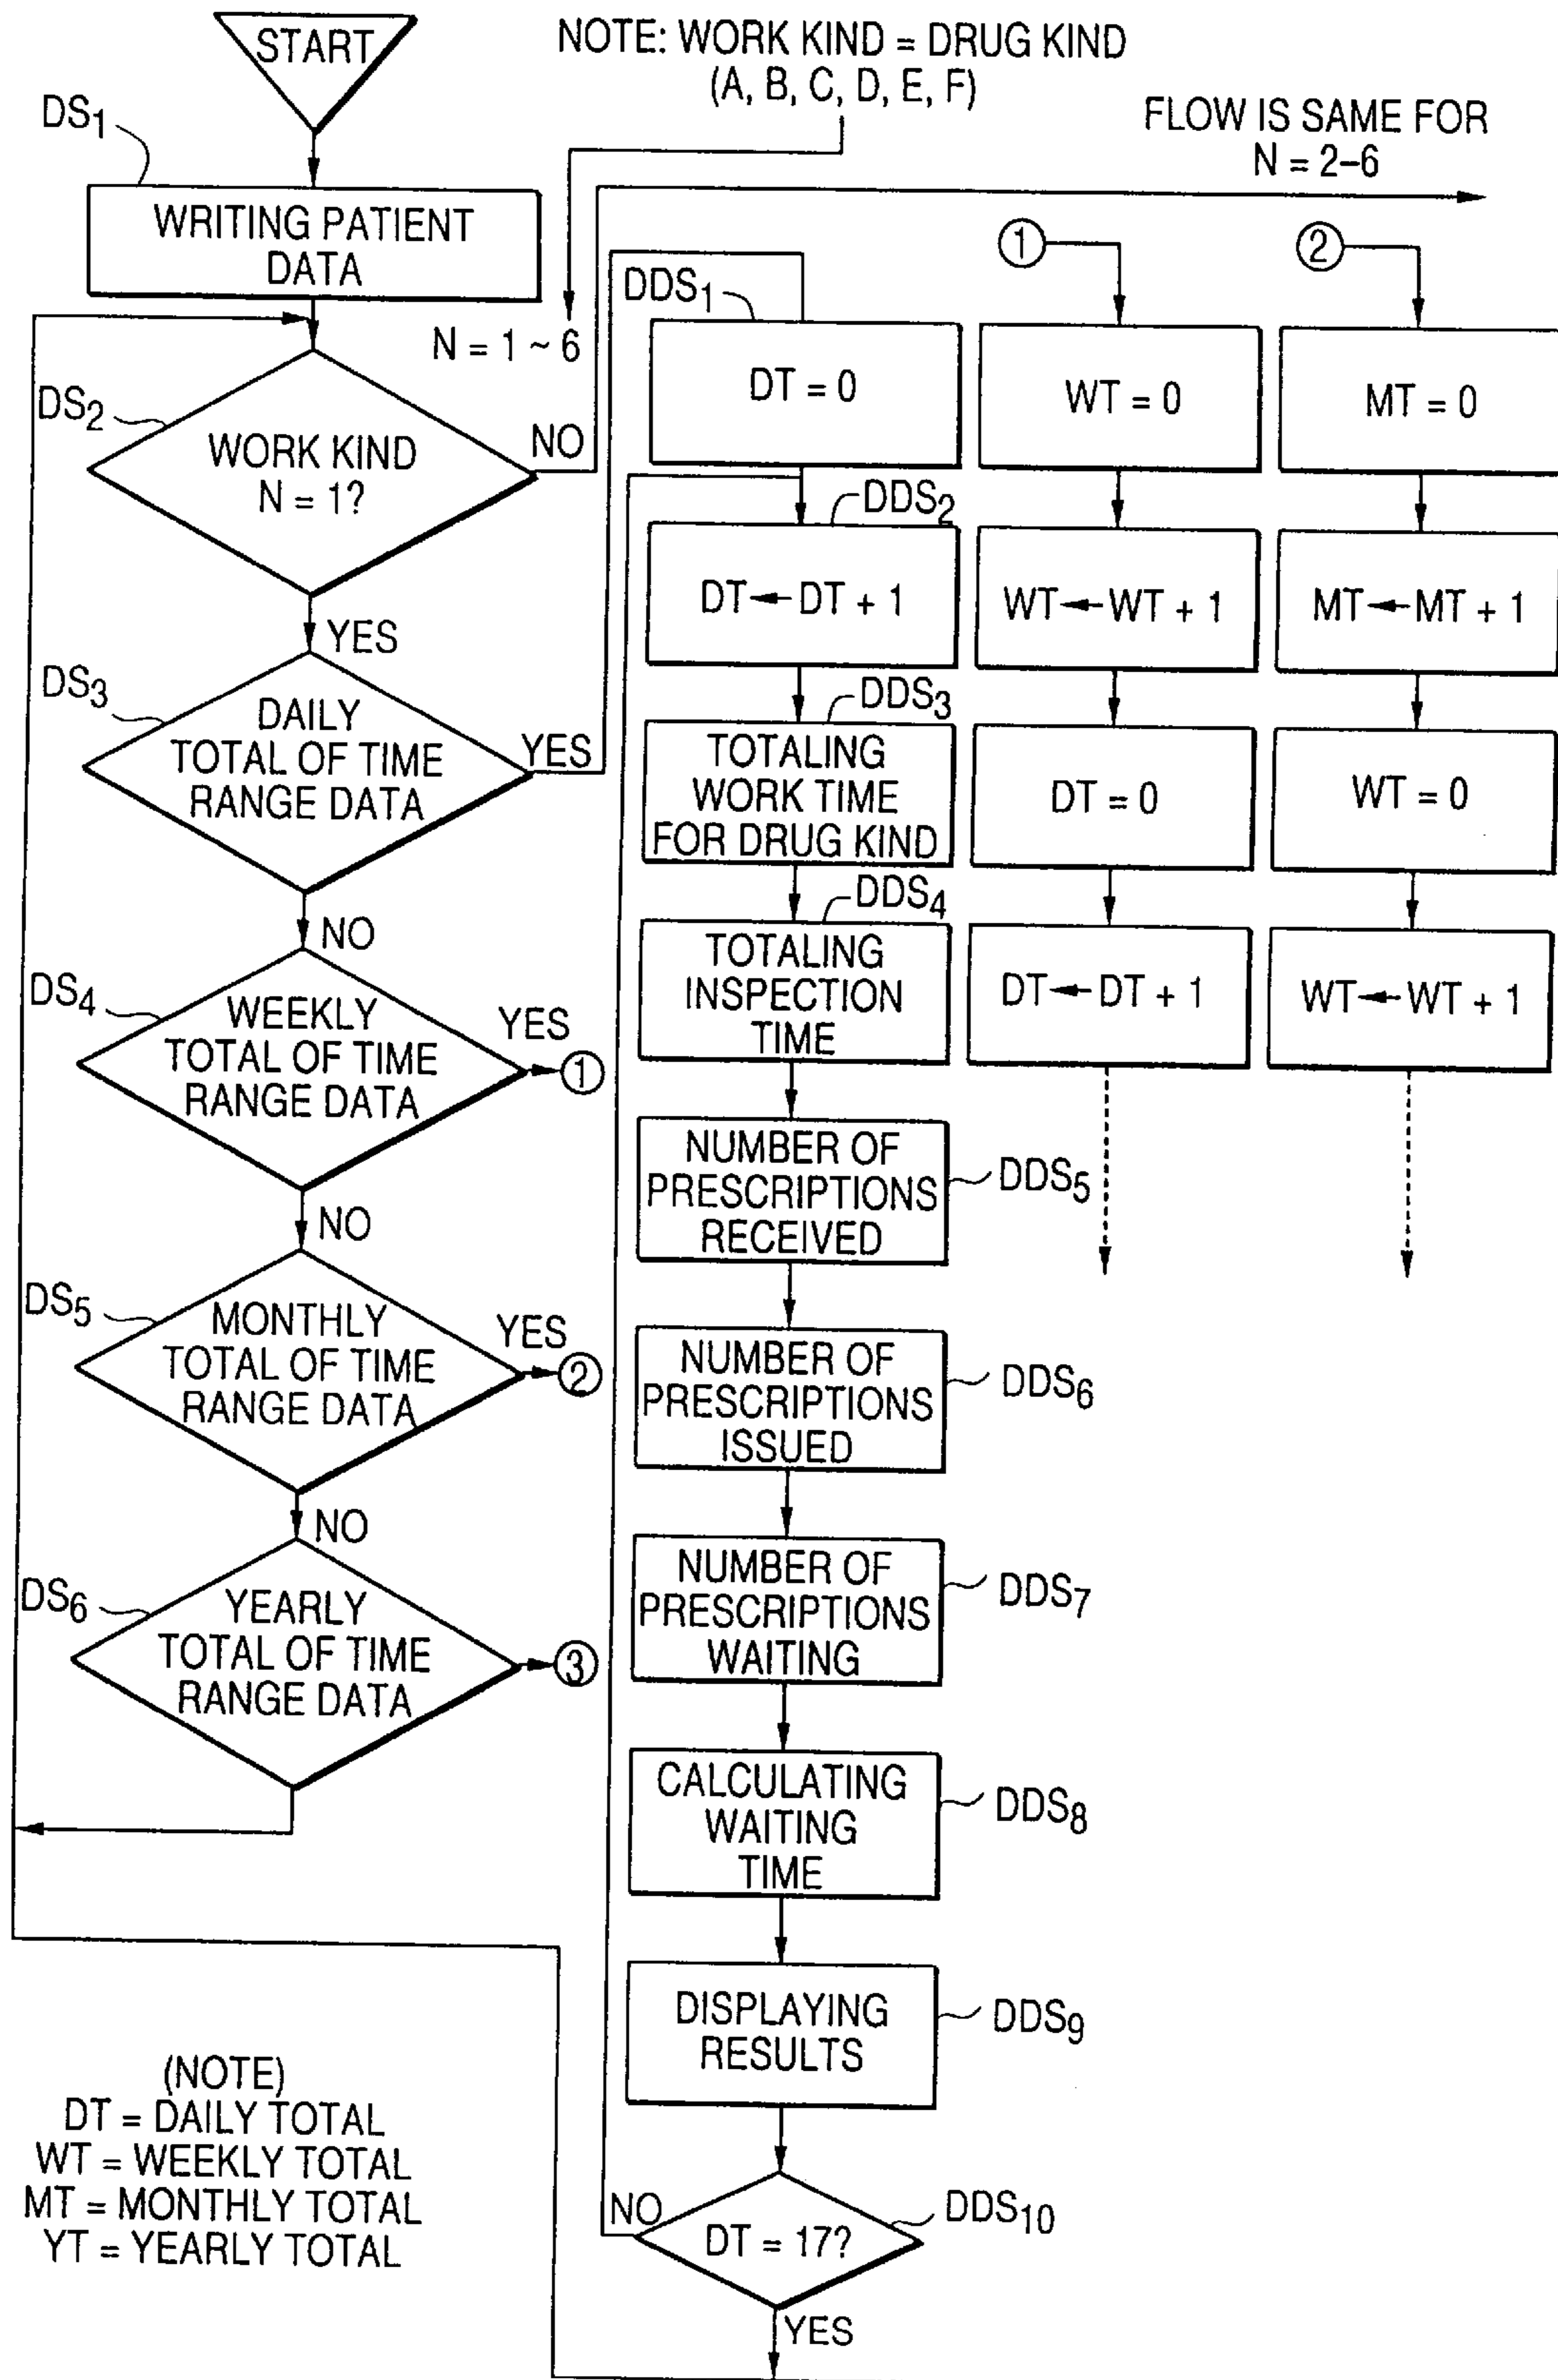 START
NOTE: WORK KIND = DRUG KIND
(A, B, C, D, E, F)
FLOW IS SAME FOR
N = 2–6
DS1
WRITING PATIENT
DATA
N = 1 ~ 6
DS2
WORK KIND
N = 1?
NO
YES
DS3
DAILY
TOTAL OF TIME
RANGE DATA
YES
NO
DS4
WEEKLY
TOTAL OF TIME
RANGE DATA
YES
①
NO
DS5
MONTHLY
TOTAL OF TIME
RANGE DATA
YES
②
NO
DS6
YEARLY
TOTAL OF TIME
RANGE DATA
③
DDS1
DT = 0
DDS2
DT ← DT + 1
DDS3
TOTALING
WORK TIME
FOR DRUG KIND
DDS4
TOTALING
INSPECTION
TIME
NUMBER OF
PRESCRIPTIONS
RECEIVED
DDS5
NUMBER OF
PRESCRIPTIONS
ISSUED
DDS6
NUMBER OF
PRESCRIPTIONS
WAITING
DDS7
CALCULATING
WAITING
TIME
DDS8
DISPLAYING
RESULTS
DDS9
DT = 17?
DDS10
NO
YES
①
WT = 0
WT ← WT + 1
DT = 0
DT ← DT + 1
②
MT = 0
MT ← MT + 1
WT = 0
WT ← WT + 1
(NOTE)
DT = DAILY TOTAL
WT = WEEKLY TOTAL
MT = MONTHLY TOTAL
YT = YEARLY TOTAL